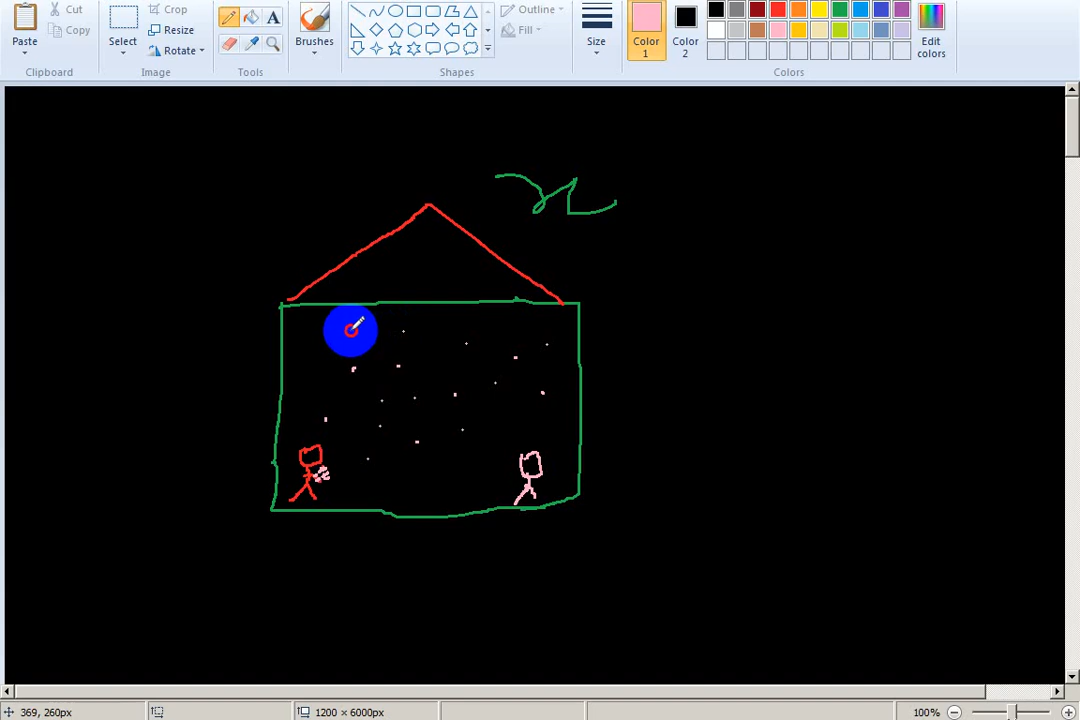 Paste
Cut
Copy
Clipboard
Select
Crop
Resize
Rotate
Image
A
Tools
Brushes
Outline
Fill
Shapes
Size
Color
1
Color
2
Edit
colors
Colors
369, 260px
1200 × 6000px
100%